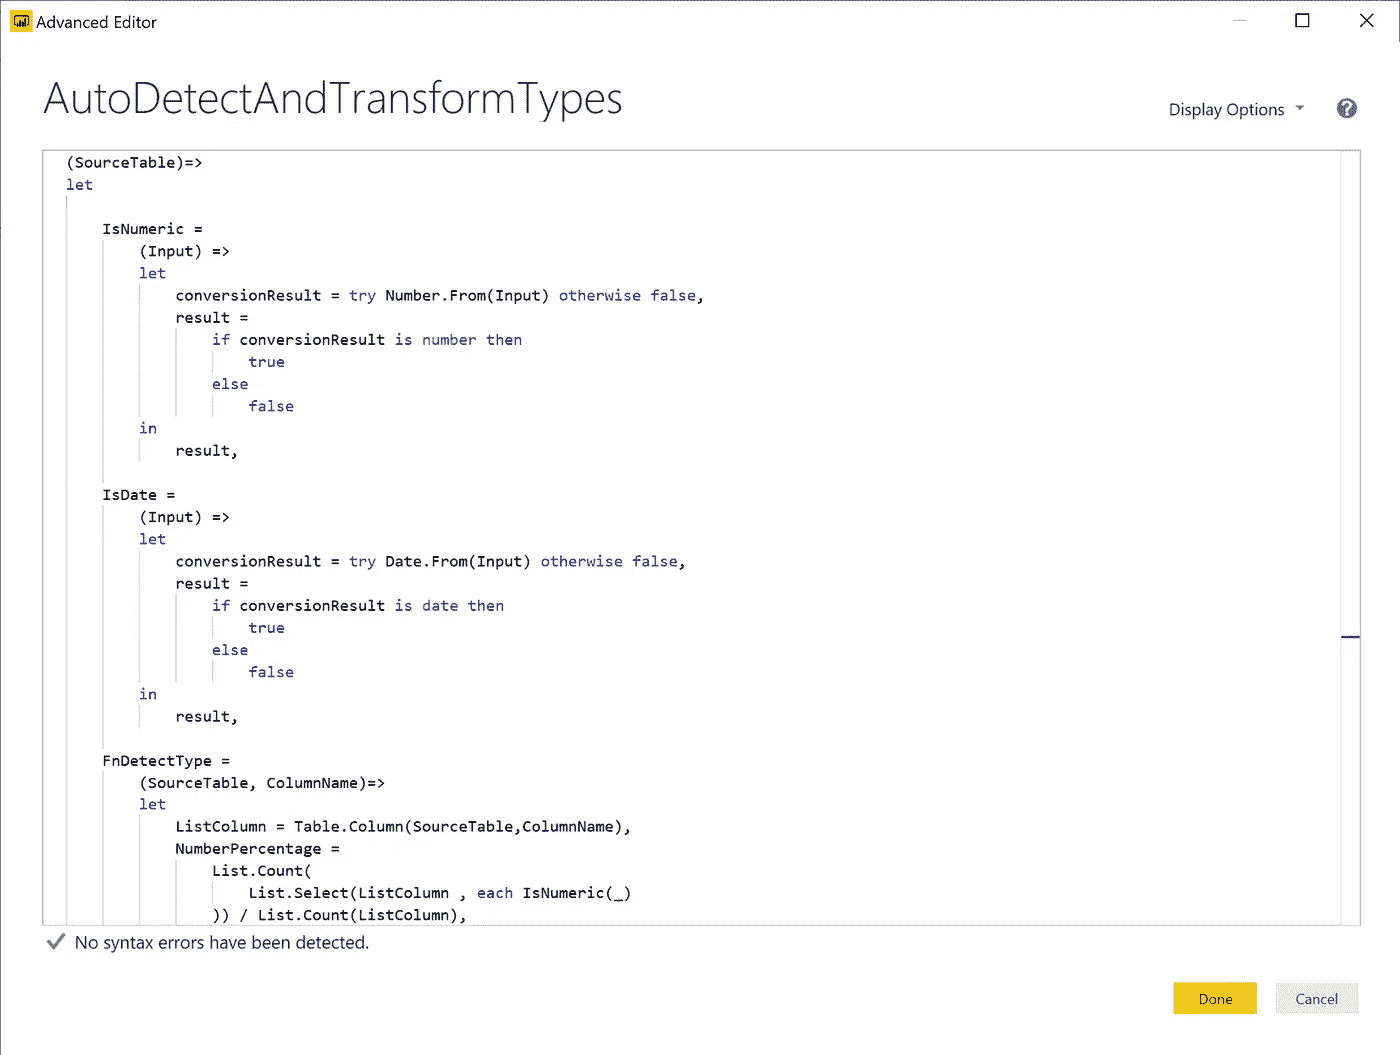 Advanced Editor
AutoDetectAndTransformTypes
Display Options
?
(SourceTable)=>
let
IsNumeric =
(Input) =>
let
conversionResult = try Number.From(Input) otherwise false,
result =
if conversionResult is number then
true
else
false
in
result,
IsDate =
(Input) =>
let
conversionResult = try Date.From(Input) otherwise false,
result =
if conversionResult is date then
true
else
false
in
result,
FnDetectType =
(SourceTable, ColumnName)=>
let
ListColumn = Table.Column(SourceTable,ColumnName),
NumberPercentage =
List.Count(
List.Select(ListColumn , each IsNumeric(_)
)) / List.Count(ListColumn),
No syntax errors have been detected.
Done
Cancel